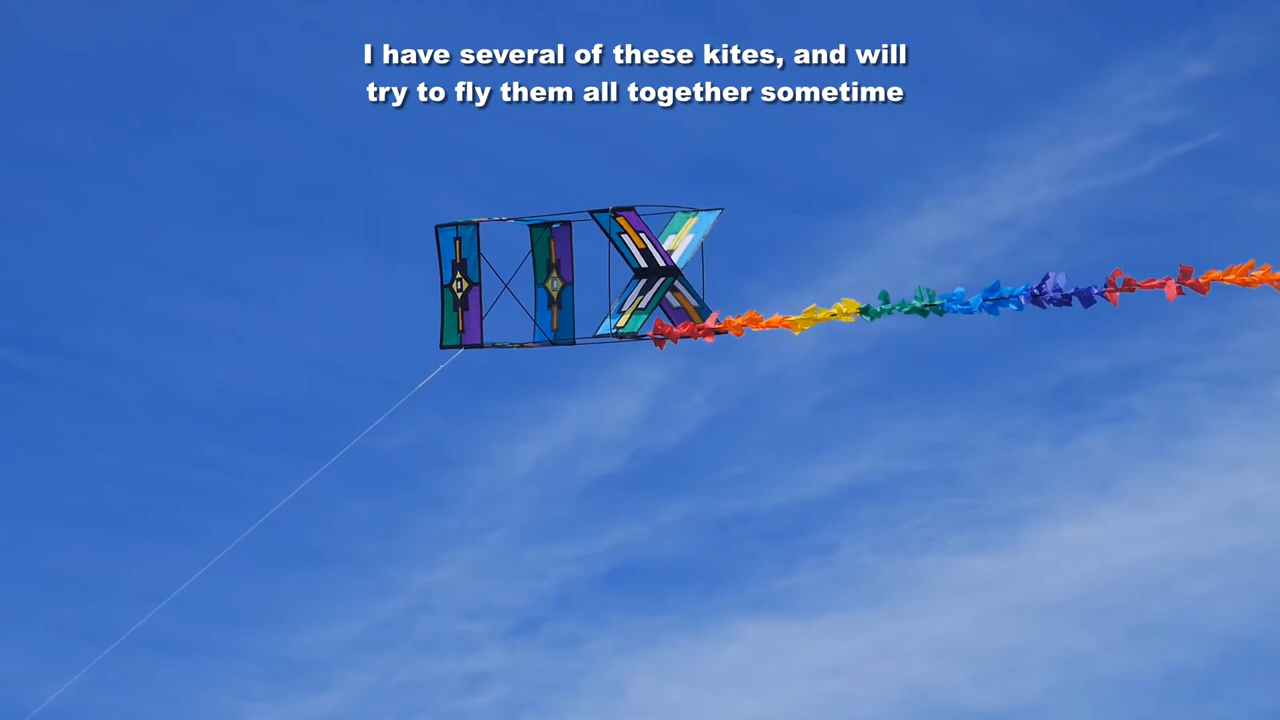 I have several of these kites, and will
try to fly them all together sometime